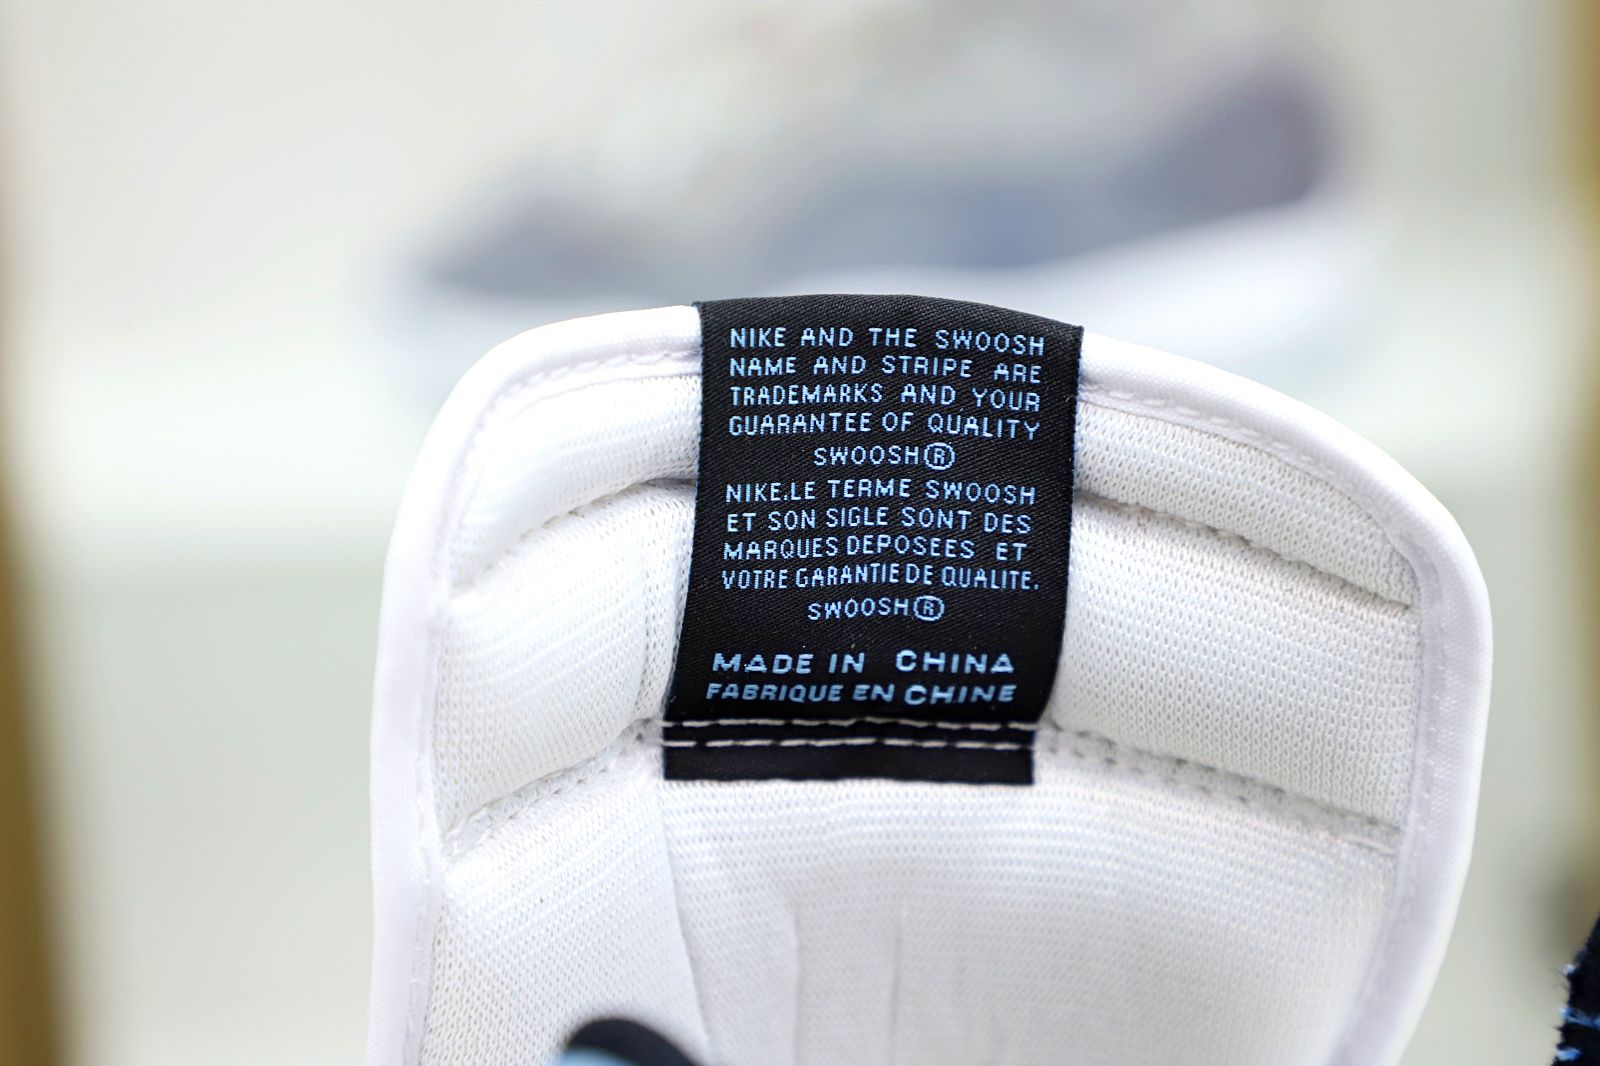 NIKE AND THE SWOOSH
NAME AND STRIPE ARE
TRADEMARKS AND YOUR
GUARANTEE OF QUALITY
SWOOSH®
NIKE.LE TERME SWOOSH
ET SON SIGLE SONT DES
MARQUES DEPOSEES ET
VOTRE GARANTIE DE QUALITE.
SWOOSH®
MADE IN CHINA
FABRIQUE EN CHINE